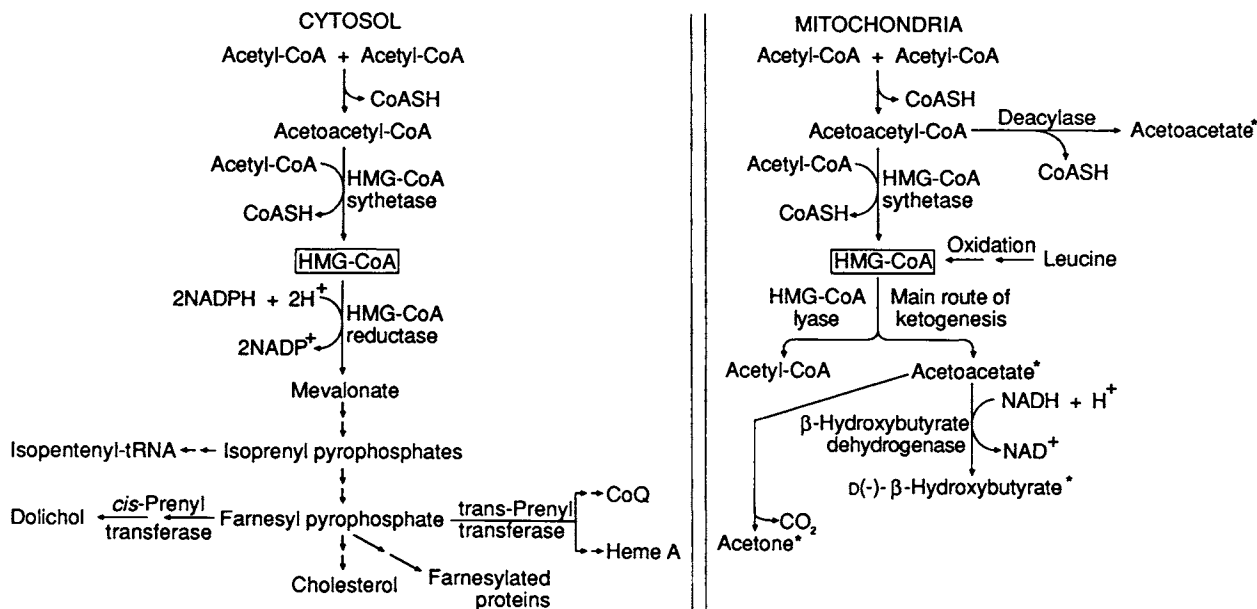 CYTOSOL
Acetyl-CoA + Acetyl-CoA
CoASH
Acetoacetyl-CoA
Acetyl-CoA
HMG-CoA
sythetase
CoASH
HMG-CoA
2NADPH + 2H+
HMG-CoA
reductase
2NADP+
Mevalonate
Isopentenyl-tRNA
Isoprenyl pyrophosphates
Dolichol
cis-Prenyl
transferase
Farnesyl pyrophosphate
trans-Prenyl
transferase
CoQ
Heme A
Cholesterol
Farnesylated
proteins
MITOCHONDRIA
Acetyl-CoA + Acetyl-CoA
CoASH
Acetoacetyl-CoA
Deacylase
Acetoacetate*
CoASH
Acetyl-CoA
HMG-CoA
sythetase
CoASH
HMG-CoA
Oxidation
Leucine
HMG-CoA
lyase
Main route of
ketogenesis
Acetyl-CoA
Acetoacetate*
NADH + H+
β-Hydroxybutyrate
dehydrogenase
NAD+
D(-)-β-Hydroxybutyrate*
CO2
Acetone*